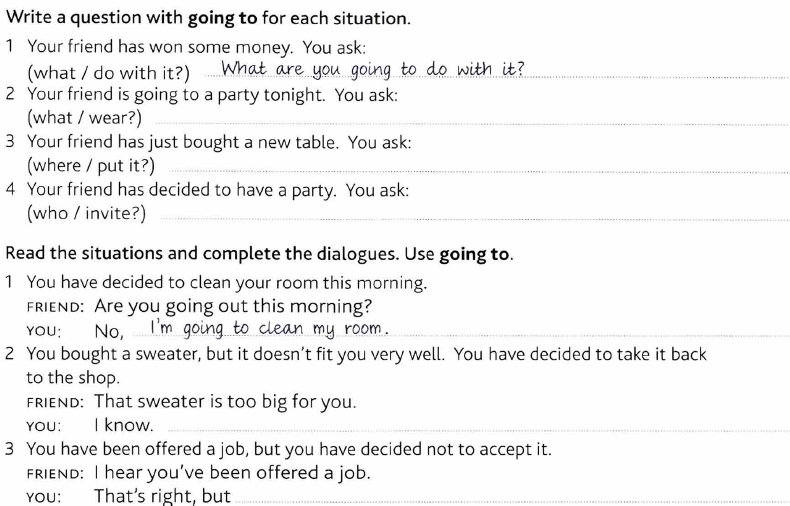 Write a question with going to for each situation.
1 Your friend has won some money. You ask:
(what / do with it?) What are you going to do with it?
2 Your friend is going to a party tonight. You ask:
(what / wear?)
3 Your friend has just bought a new table. You ask:
(where / put it?)
4 Your friend has decided to have a party. You ask:
(who / invite?)
Read the situations and complete the dialogues. Use going to.
1 You have decided to clean your room this morning.
FRIEND: Are you going out this morning?
YOU: No, I'm going to clean my room.
2 You bought a sweater, but it doesn't fit you very well. You have decided to take it back
to the shop.
FRIEND: That sweater is too big for you.
YOU: I know.
3 You have been offered a job, but you have decided not to accept it.
FRIEND: I hear you've been offered a job.
YOU: That's right, but